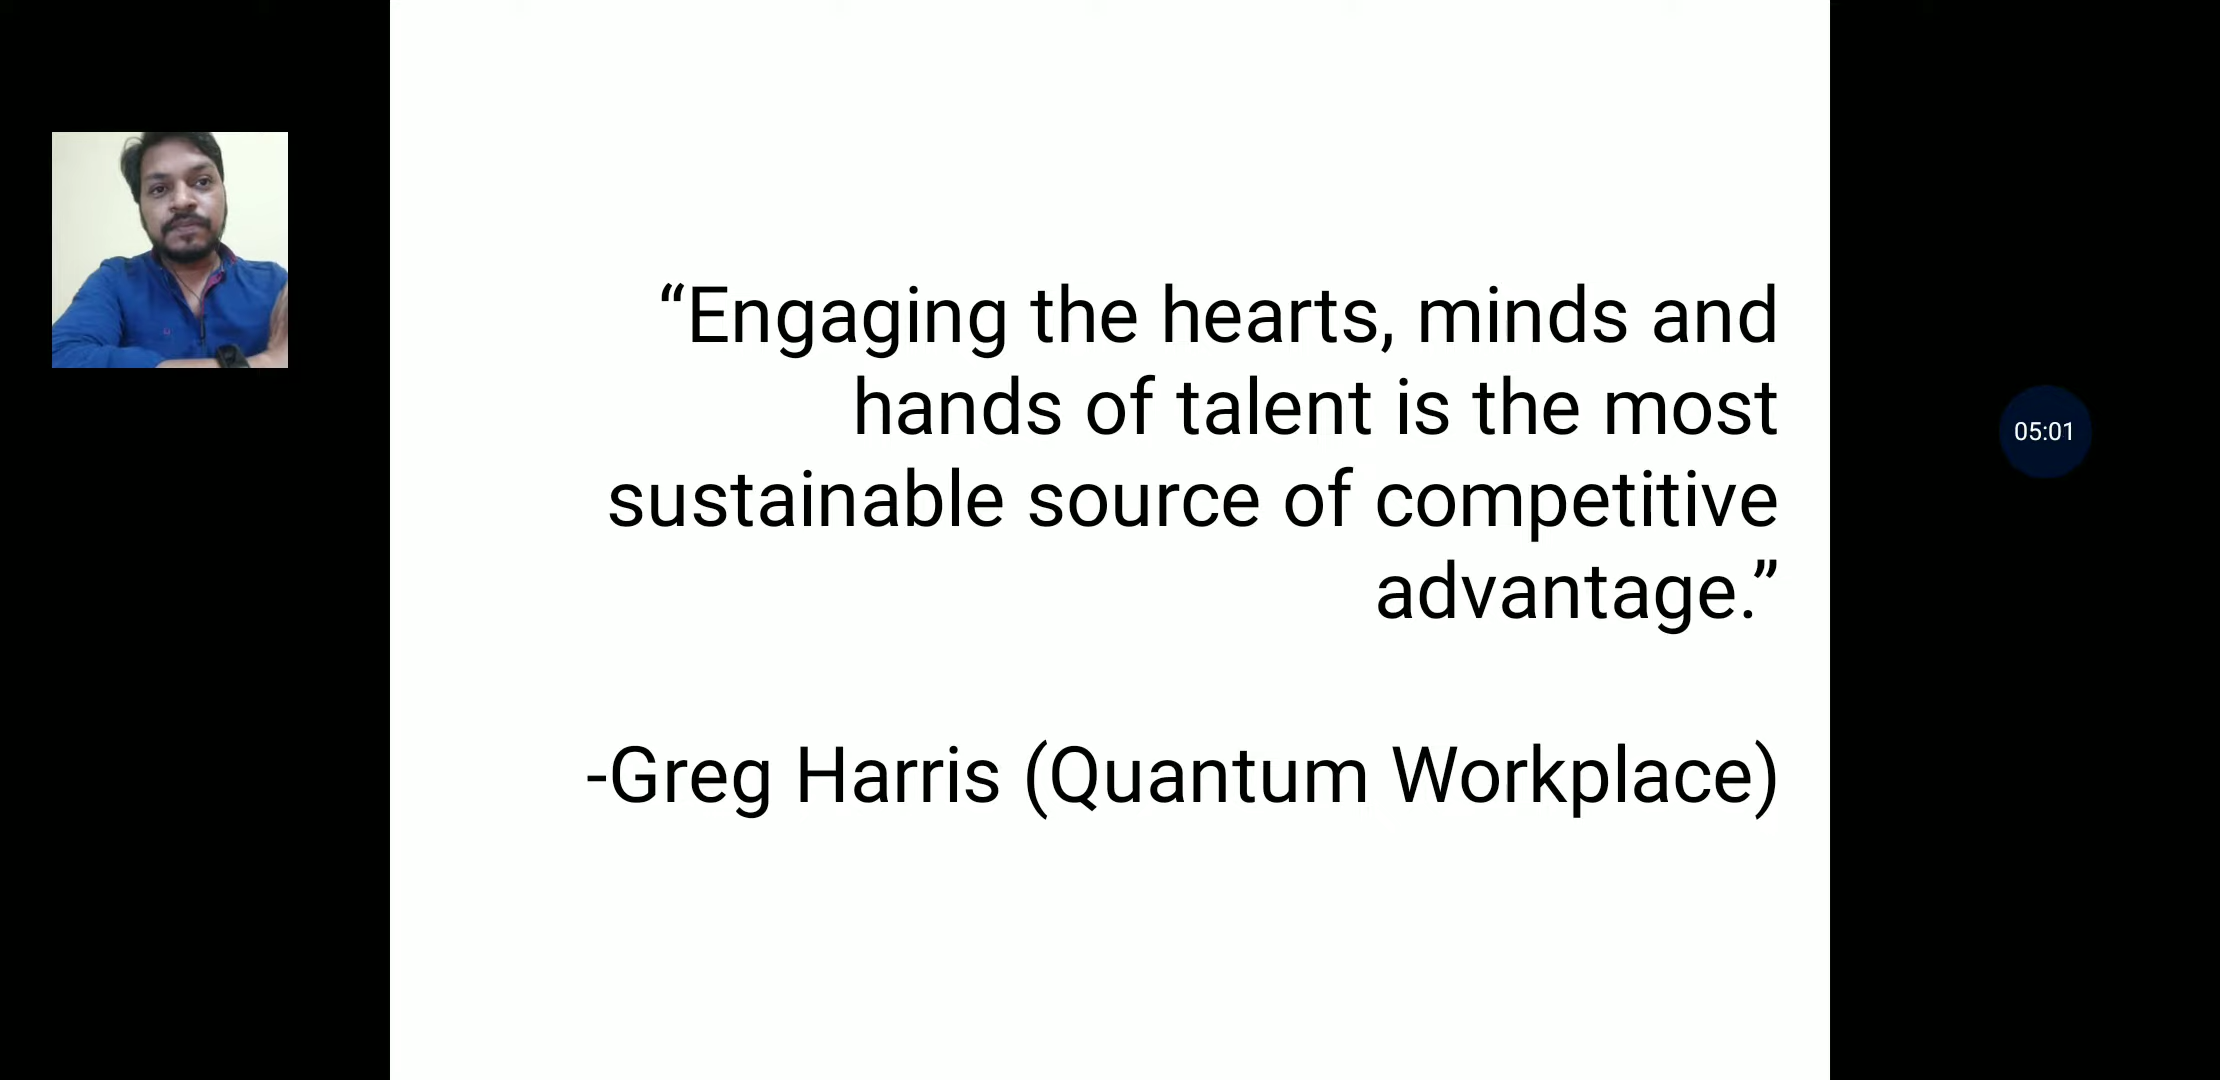 “Engaging the hearts, minds and
hands of talent is the most
sustainable source of competitive
advantage.”
-Greg Harris (Quantum Workplace)
05:01